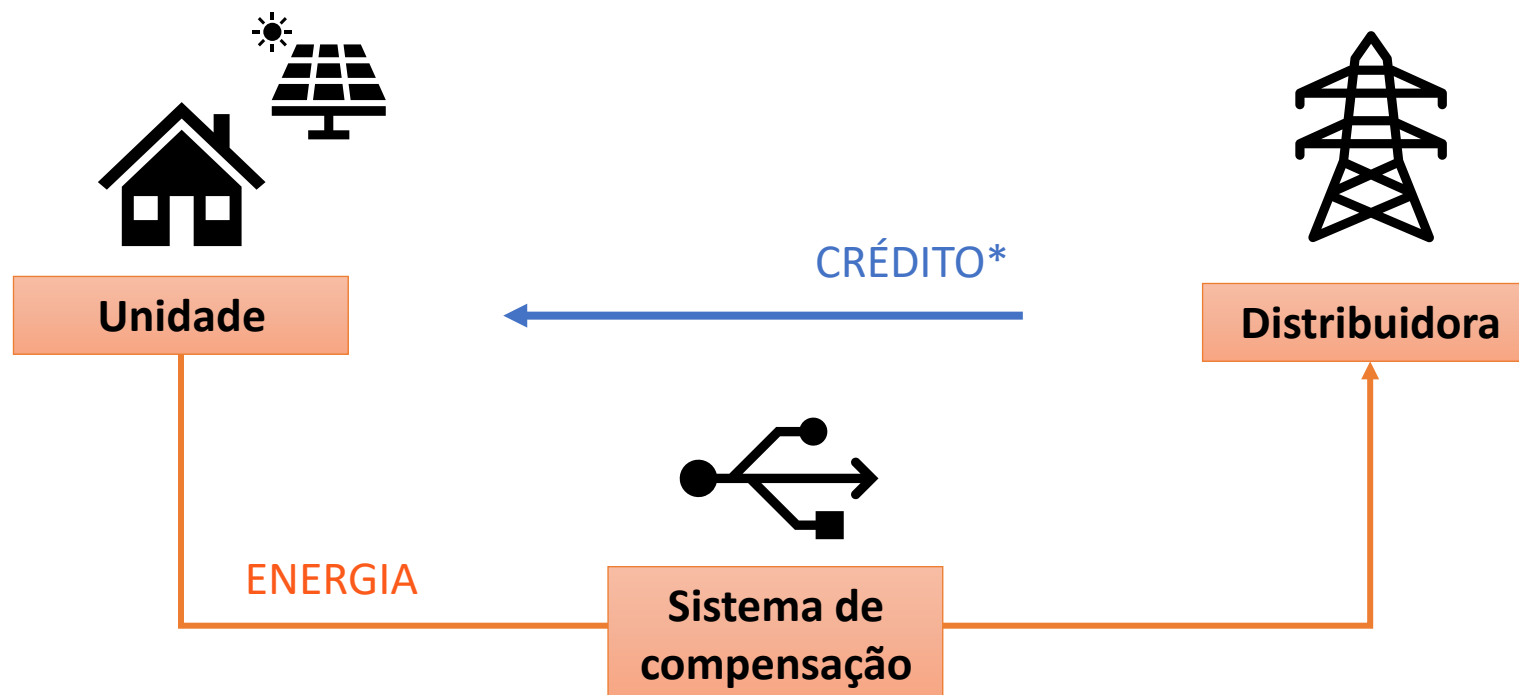 CRÉDITO*
Unidade
Distribuidora
ENERGIA
Sistema de
compensação